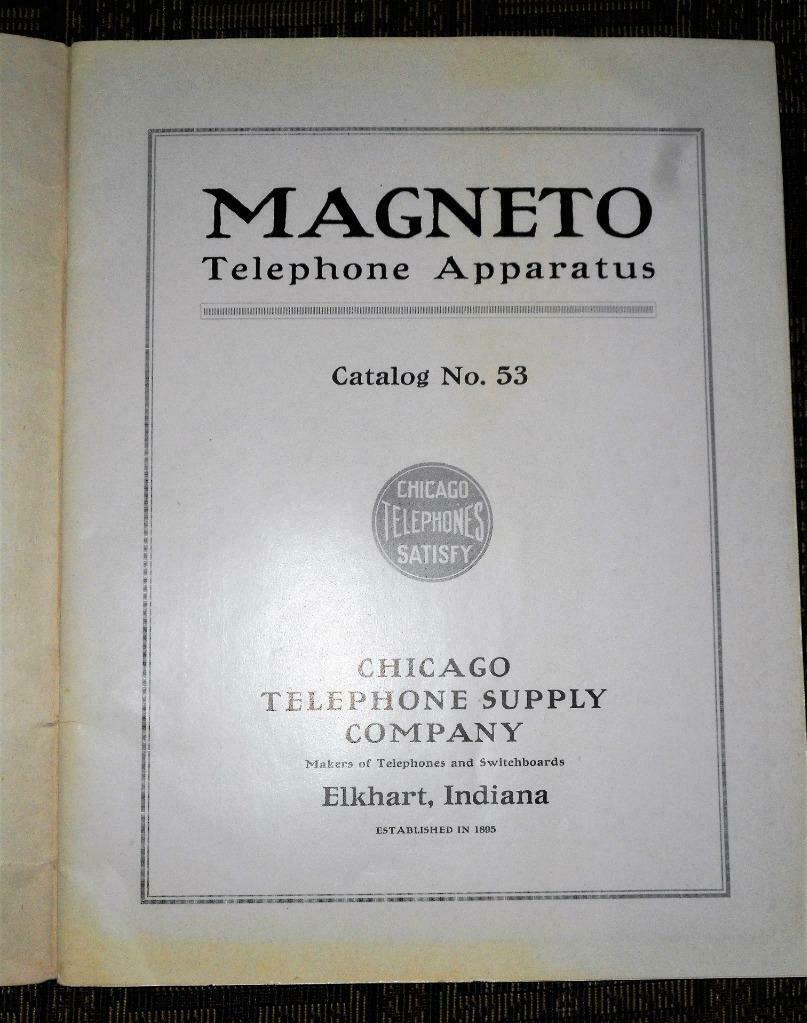 MAGNETO
Telephone Apparatus
Catalog No. 53
CHICAGO
TELEPHONES
SATISFY
CHICAGO
TELEPHONE SUPPLY
COMPANY
Makers of Telephones and Switchboards
Elkhart, Indiana
ESTABLISHED IN 1895